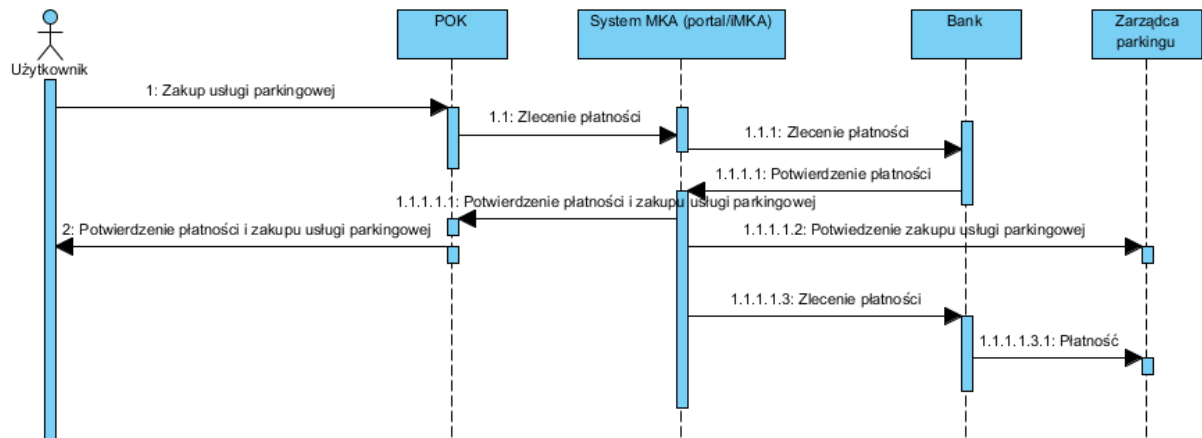 POK
System MKA (portal/iMKA)
Bank
Zarządca
parkingu
Użytkownik
1: Zakup usługi parkingowej
1.1: Zlecenie płatności
1.1.1: Zlecenie płatności
1.1.1.1: Potwierdzenie płatności
1.1.1.1.1: Potwierdzenie płatności i zakupu usługi parkingowej
2: Potwierdzenie płatności i zakupu usługi parkingowej
1.1.1.1.2: Potwiedzenie zakupu usługi parkingowej
1.1.1.1.3: Zlecenie płatności
1.1.1.1.3.1: Płatność